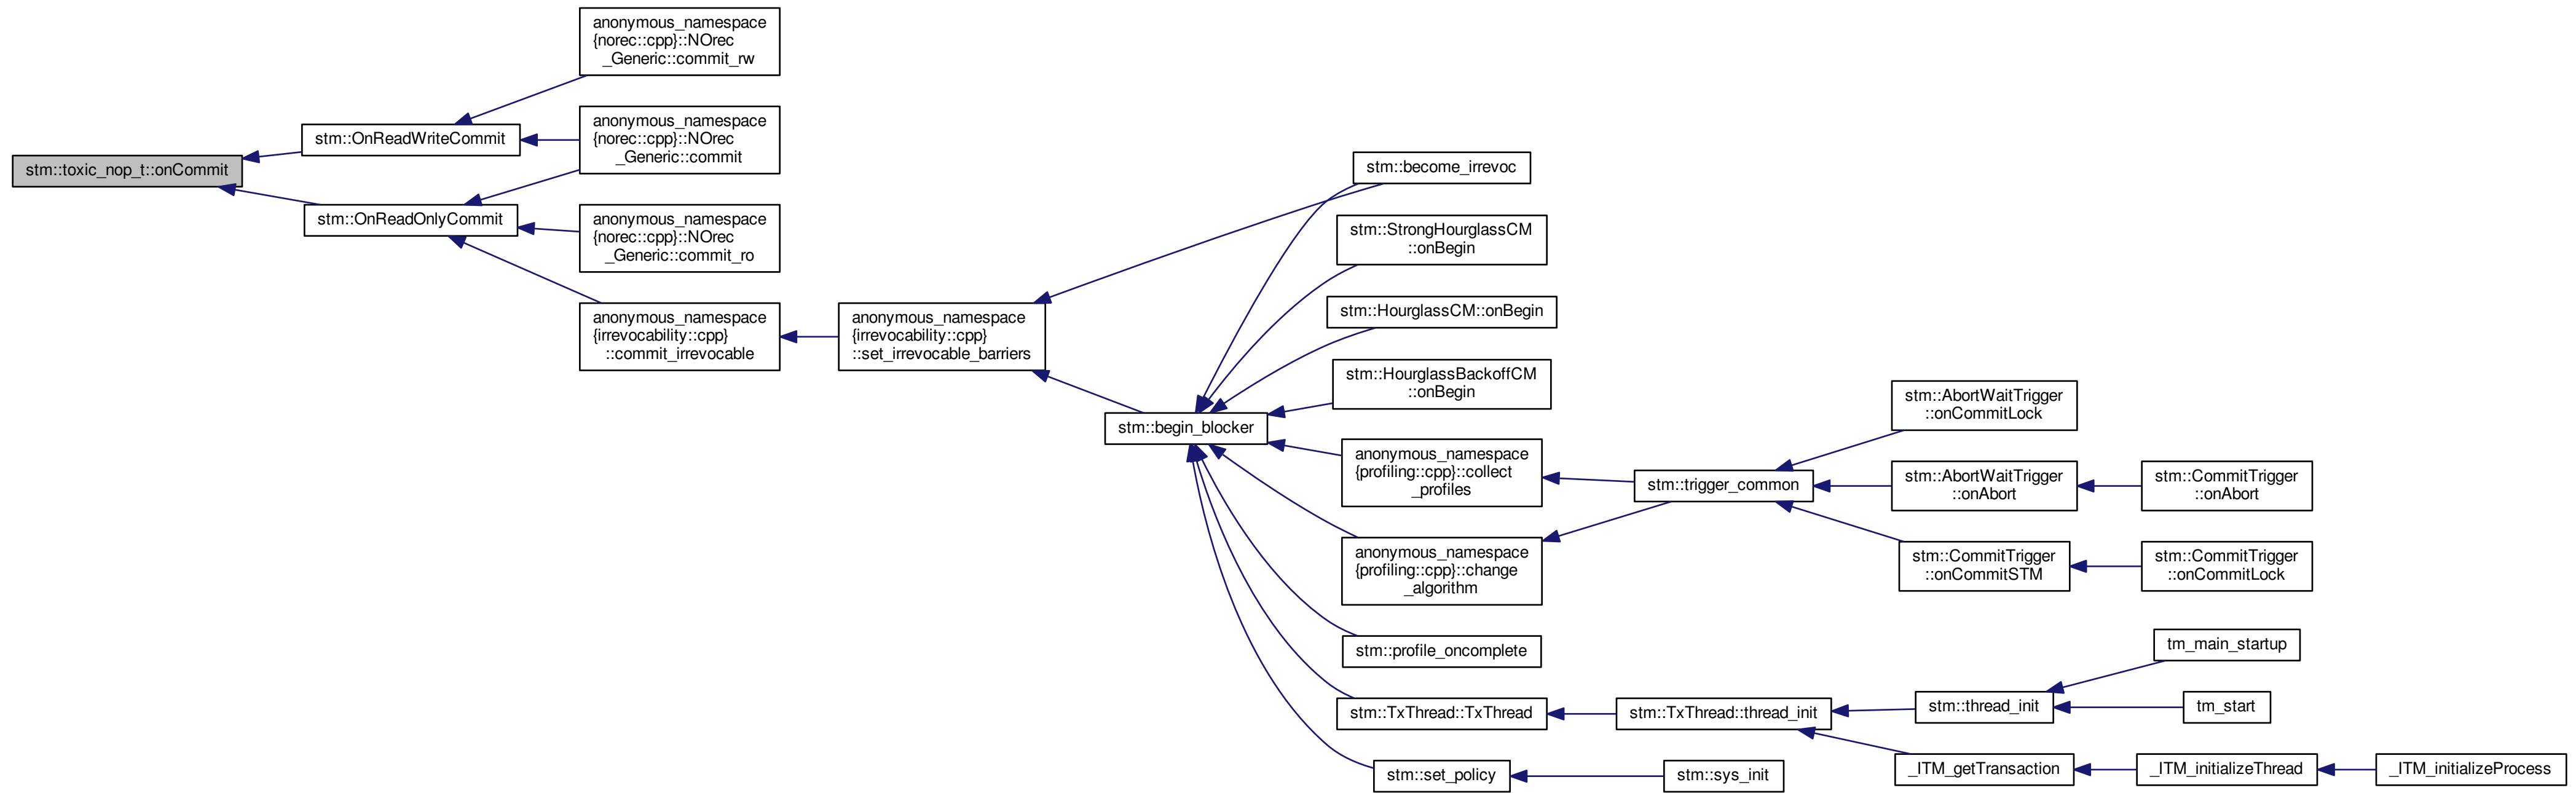 anonymous_namespace
{norec::cpp}::NOrec
_Generic::commit_rw
anonymous_namespace
{norec::cpp}::NOrec
_Generic::commit
stm::OnReadWriteCommit
stm::toxic_nop_t::onCommit
stm::OnReadOnlyCommit
anonymous_namespace
{norec::cpp}::NOrec
_Generic::commit_ro
anonymous_namespace
{irrevocability::cpp}
::commit_irrevocable
anonymous_namespace
{irrevocability::cpp}
::set_irrevocable_barriers
stm::begin_blocker
stm::become_irrevoc
stm::StrongHourglassCM
::onBegin
stm::HourglassCM::onBegin
stm::HourglassBackoffCM
::onBegin
anonymous_namespace
{profiling::cpp}::collect
_profiles
anonymous_namespace
{profiling::cpp}::change
_algorithm
stm::profile_oncomplete
stm::TxThread::TxThread
stm::set_policy
stm::trigger_common
stm::TxThread::thread_init
stm::sys_init
stm::AbortWaitTrigger
::onCommitLock
stm::AbortWaitTrigger
::onAbort
stm::CommitTrigger
::onCommitSTM
stm::thread_init
_ITM_getTransaction
stm::CommitTrigger
::onAbort
stm::CommitTrigger
::onCommitLock
tm_main_startup
tm_start
_ITM_initializeThread
_ITM_initializeProcess